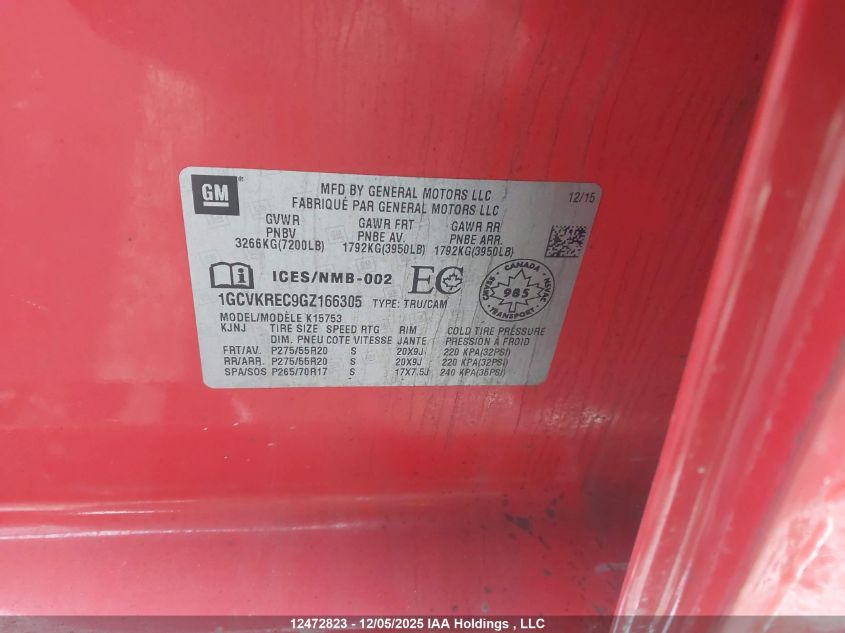 GM ®
MFD BY GENERAL MOTORS LLC
FABRIQUÉ PAR GENERAL MOTORS LLC
12/15
GVWR GAWR FRT GAWR RR
PNBV PNBE AV. PNBE ARR.
3266KG(7200LB) 1792KG(3950LB) 1792KG(3950LB)
ICES/NMB-002 EC
CANADA
985
TRANSPORT
1GCVKREC9GZ166305 TYPE: TRU/CAM
MODEL/MODÈLE K15753
KJNJ TIRE SIZE SPEED RTG RIM COLD TIRE PRESSURE
DIM. PNEU COTE VITESSE JANTE PRESSION À FROID
FRT/AV. P275/55R20 S 20X9J 220 KPA(32PSI)
RR/ARR. P275/55R20 S 20X9J 220 KPA(32PSI)
SPA/SOS P265/70R17 S 17X7.5J 240 KPA(35PSI)
12472823 - 12/05/2025 IAA Holdings , LLC